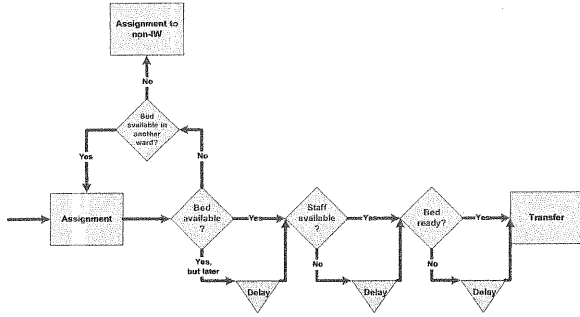 Assignment to
non-IW
No
Bed
available in
another
ward?
Yes
No
Assignment
Bed
available
?
Yes
Staff
available
?
Yes
Bed
ready?
Yes
Transfer
Yes,
but later
No
No
Delay
Delay
Delay